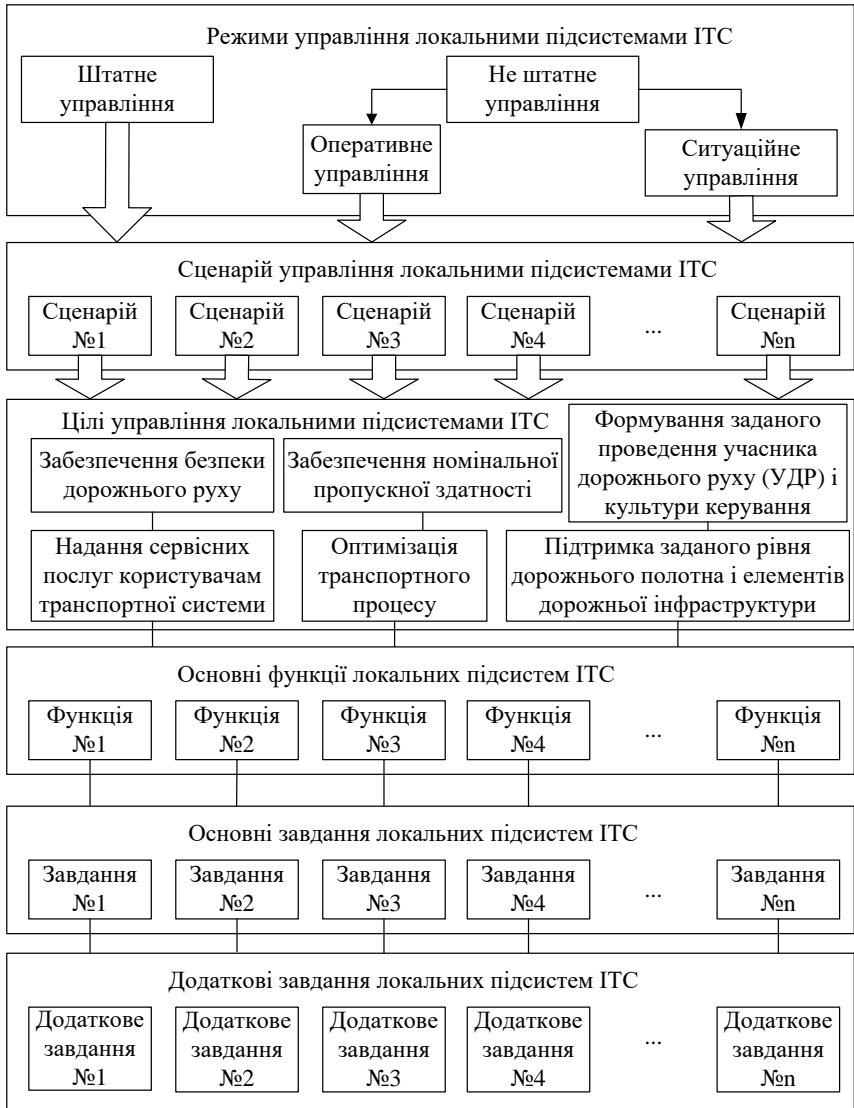 Режими управління локальними підсистемами ІТС
Штатне
управління
Не штатне
управління
Оперативне
управління
Ситуаційне
управління
Сценарій управління локальними підсистемами ІТС
Сценарій
№1
Сценарій
№2
Сценарій
№3
Сценарій
№4
...
Сценарій
№n
Цілі управління локальними підсистемами ІТС
Забезпечення безпеки
дорожнього руху
Забезпечення номінальної
пропускної здатності
Формування заданого
проведення учасника
дорожнього руху (УДР) і
культури керування
Надання сервісних
послуг користувачам
транспортної системи
Оптимізація
транспортного
процесу
Підтримка заданого рівня
дорожнього полотна і елементів
дорожньої інфраструктури
Основні функції локальних підсистем ІТС
Функція
№1
Функція
№2
Функція
№3
Функція
№4
...
Функція
№n
Основні завдання локальних підсистем ІТС
Завдання
№1
Завдання
№2
Завдання
№3
Завдання
№4
...
Завдання
№n
Додаткові завдання локальних підсистем ІТС
Додаткове
завдання
№1
Додаткове
завдання
№2
Додаткове
завдання
№3
Додаткове
завдання
№4
...
Додаткове
завдання
№n